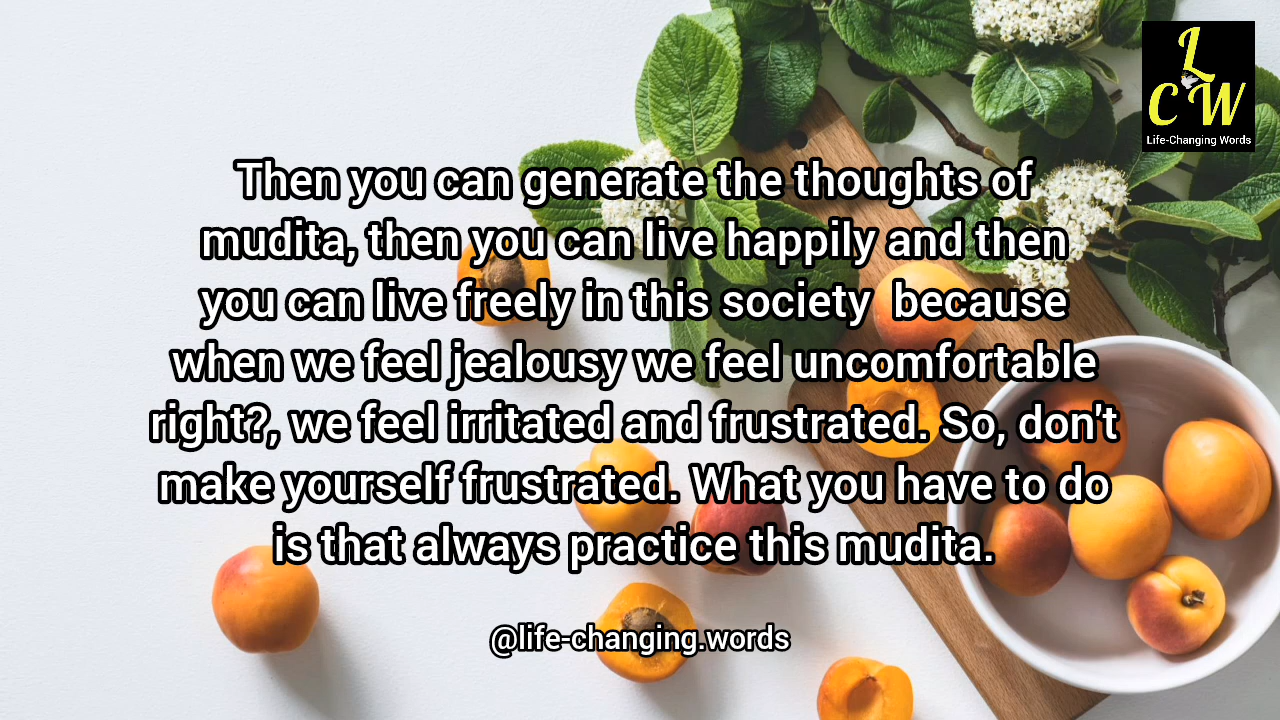 L
C W
Life-Changing Words
Then you can generate the thoughts of
mudita, then you can live happily and then
you can live freely in this society  because
when we feel jealousy we feel uncomfortable
right?, we feel irritated and frustrated. So, don't
make yourself frustrated. What you have to do
is that always practice this mudita.
@life-changing.words